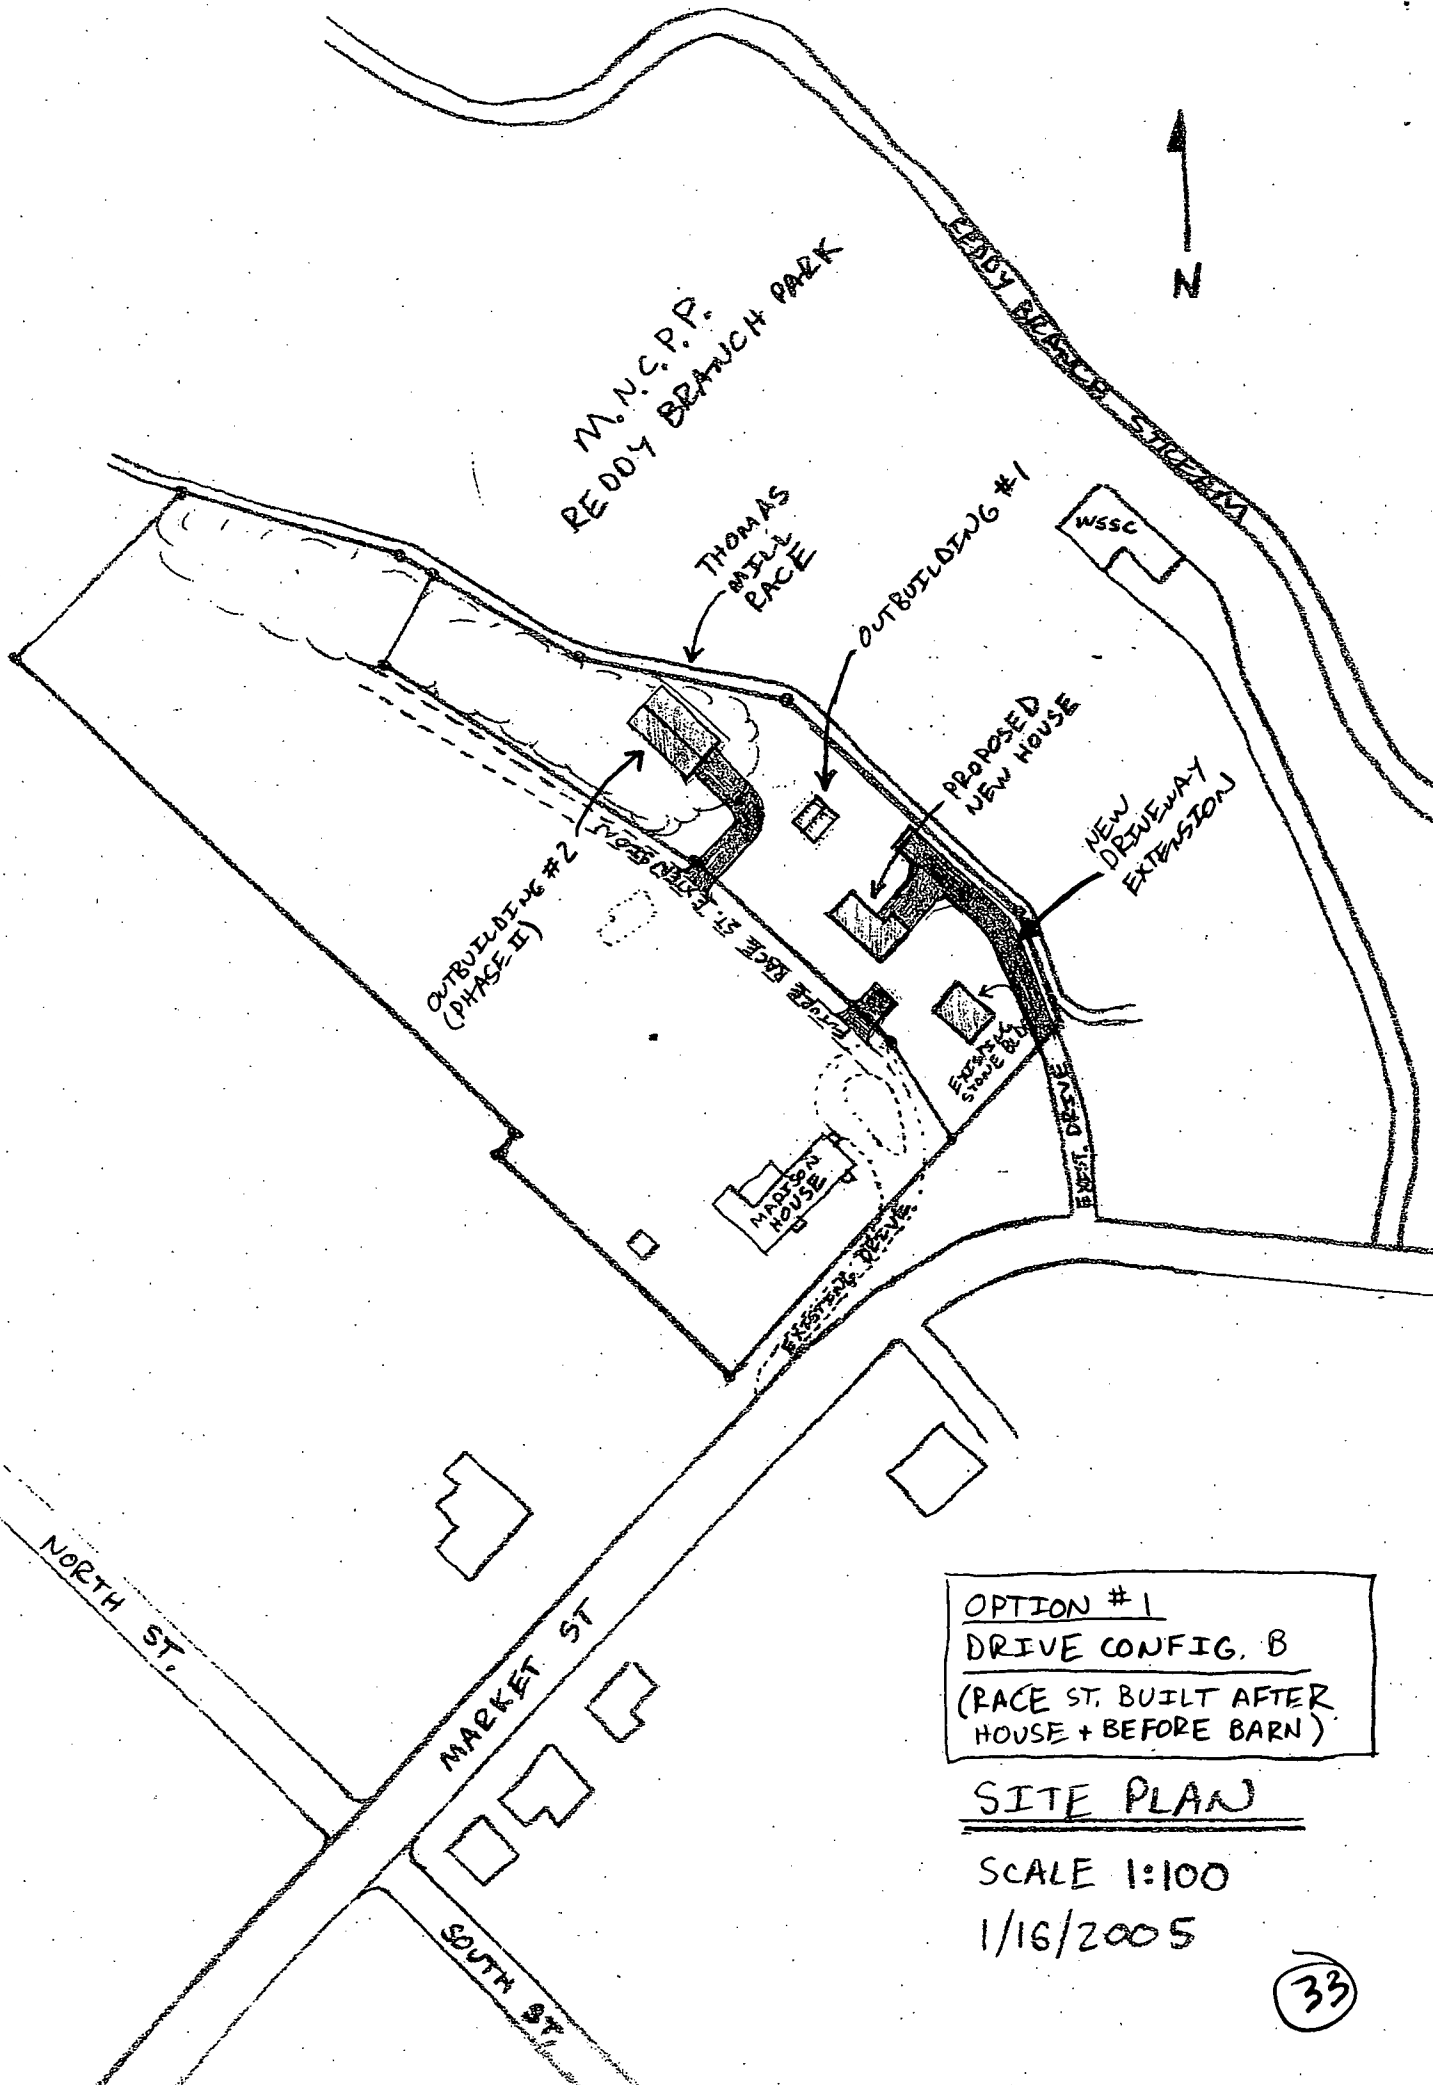 REDDY BRANCH STREAM
N
M.N.C.P.P.
REDDY BRANCH PARK
THOMAS
MILL
RACE
OUTBUILDING #1
WSSC
PROPOSED
NEW HOUSE
NEW
DRIVEWAY
EXTENSION
OUTBUILDING #2
(PHASE II)
FUTURE RACE ST. EXTENSION
EXISTING
STONE BLDG
EXIST. DRIVE
MADISON
HOUSE
EXISTING DRIVE
NORTH ST.
MARKET ST
SOUTH ST.
OPTION #1
DRIVE CONFIG. B
(RACE ST. BUILT AFTER
HOUSE + BEFORE BARN)
SITE PLAN
SCALE 1:100
1/16/2005
33